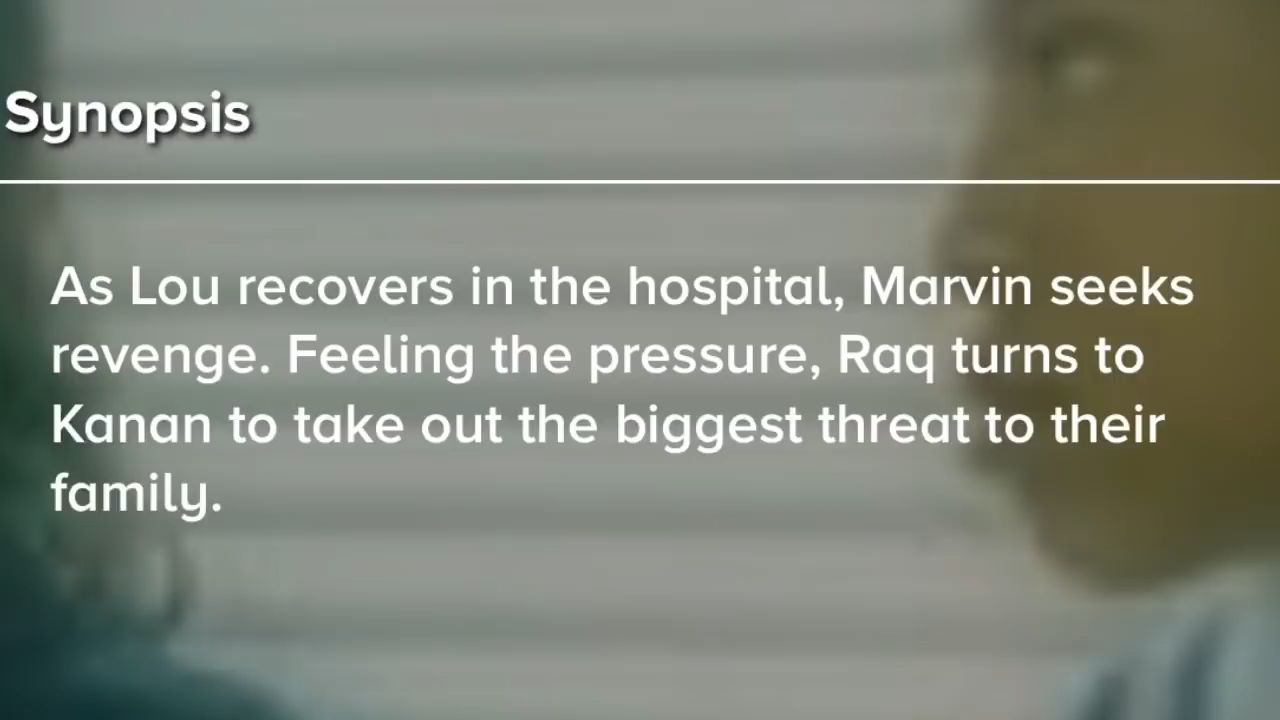 Synopsis
As Lou recovers in the hospital, Marvin seeks
revenge. Feeling the pressure, Raq turns to
Kanan to take out the biggest threat to their
family.